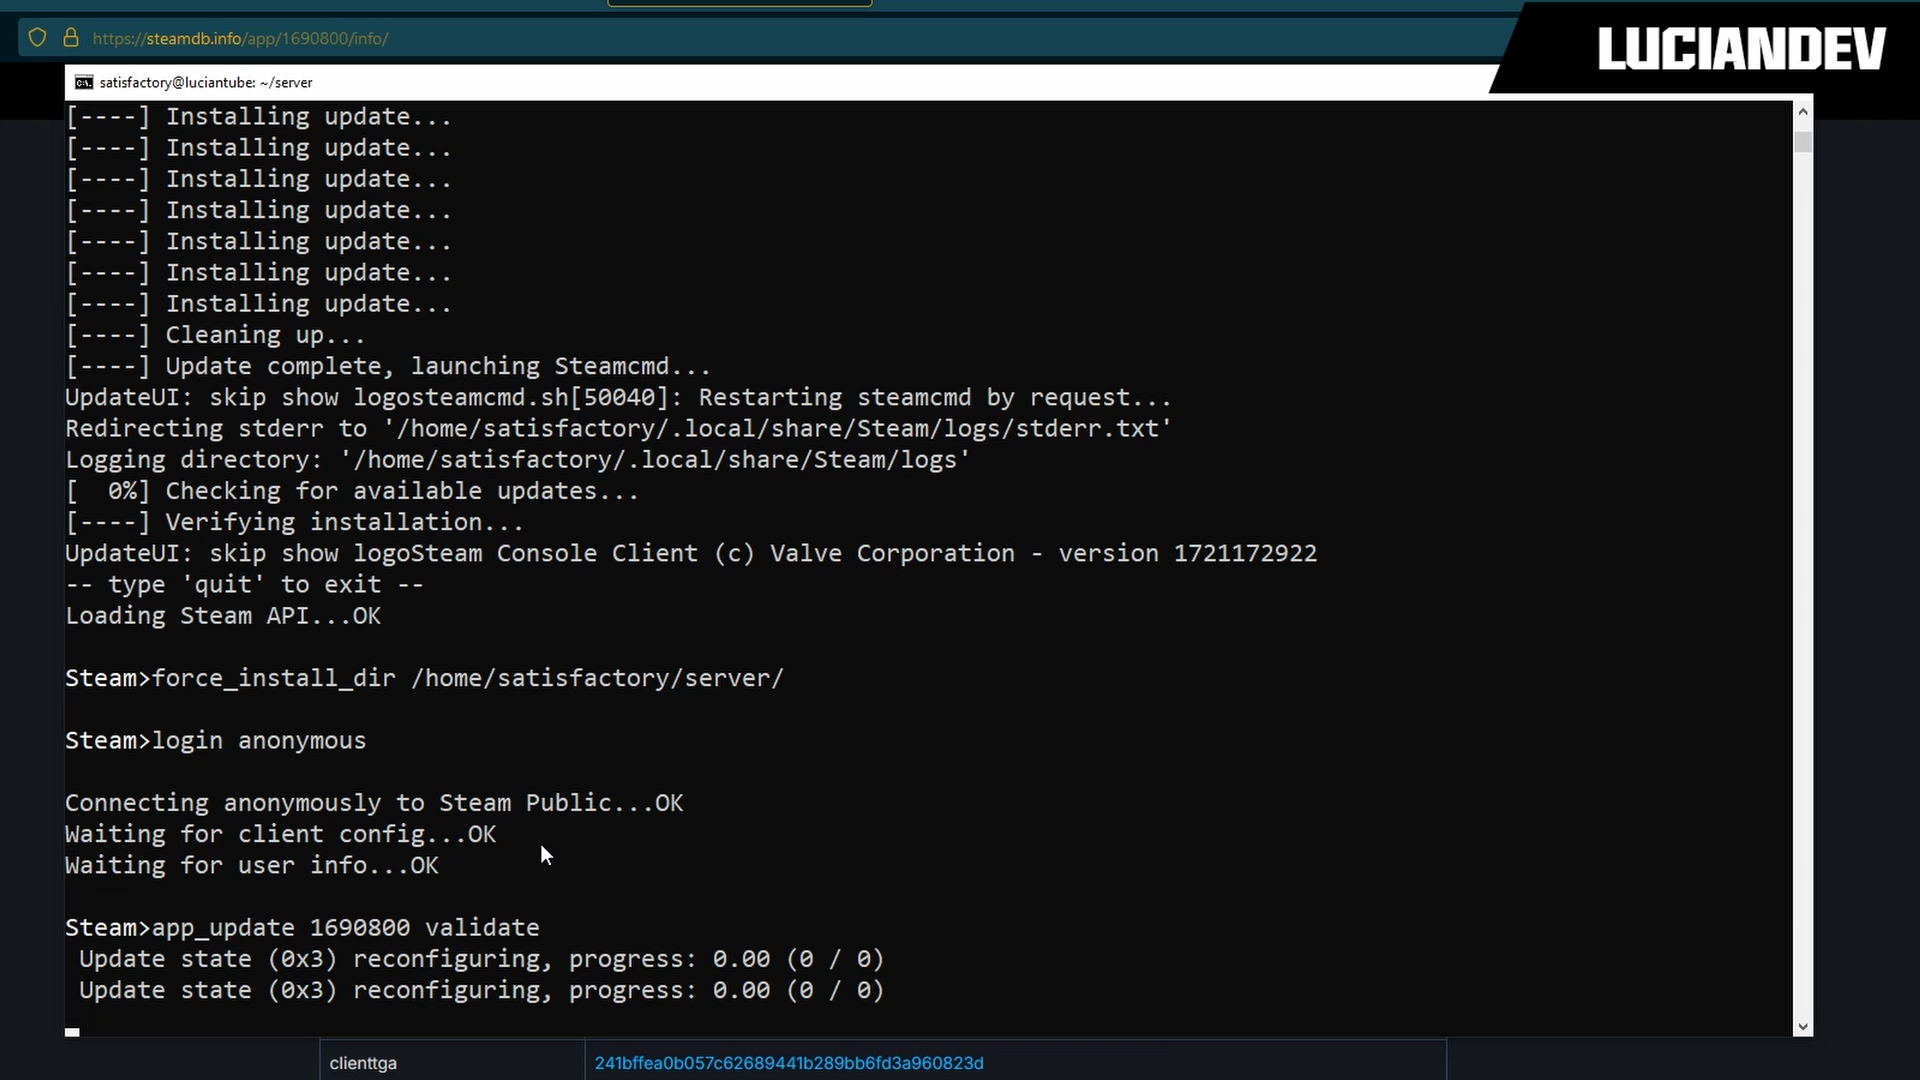 https://steamdb.info/app/1690800/info/
LUCIANDEV
satisfactory@luciantube: ~/server
[----] Installing update...
[----] Installing update...
[----] Installing update...
[----] Installing update...
[----] Installing update...
[----] Installing update...
[----] Installing update...
[----] Cleaning up...
[----] Update complete, launching Steamcmd...
UpdateUI: skip show logosteamcmd.sh[50040]: Restarting steamcmd by request...
Redirecting stderr to '/home/satisfactory/.local/share/Steam/logs/stderr.txt'
Logging directory: '/home/satisfactory/.local/share/Steam/logs'
[  0%] Checking for available updates...
[----] Verifying installation...
UpdateUI: skip show logoSteam Console Client (c) Valve Corporation - version 1721172922
-- type 'quit' to exit --
Loading Steam API...OK
Steam>force_install_dir /home/satisfactory/server/
Steam>login anonymous
Connecting anonymously to Steam Public...OK
Waiting for client config...OK
Waiting for user info...OK
Steam>app_update 1690800 validate
Update state (0x3) reconfiguring, progress: 0.00 (0 / 0)
Update state (0x3) reconfiguring, progress: 0.00 (0 / 0)
clienttga 241bffea0b057c62689441b289bb6fd3a960823d